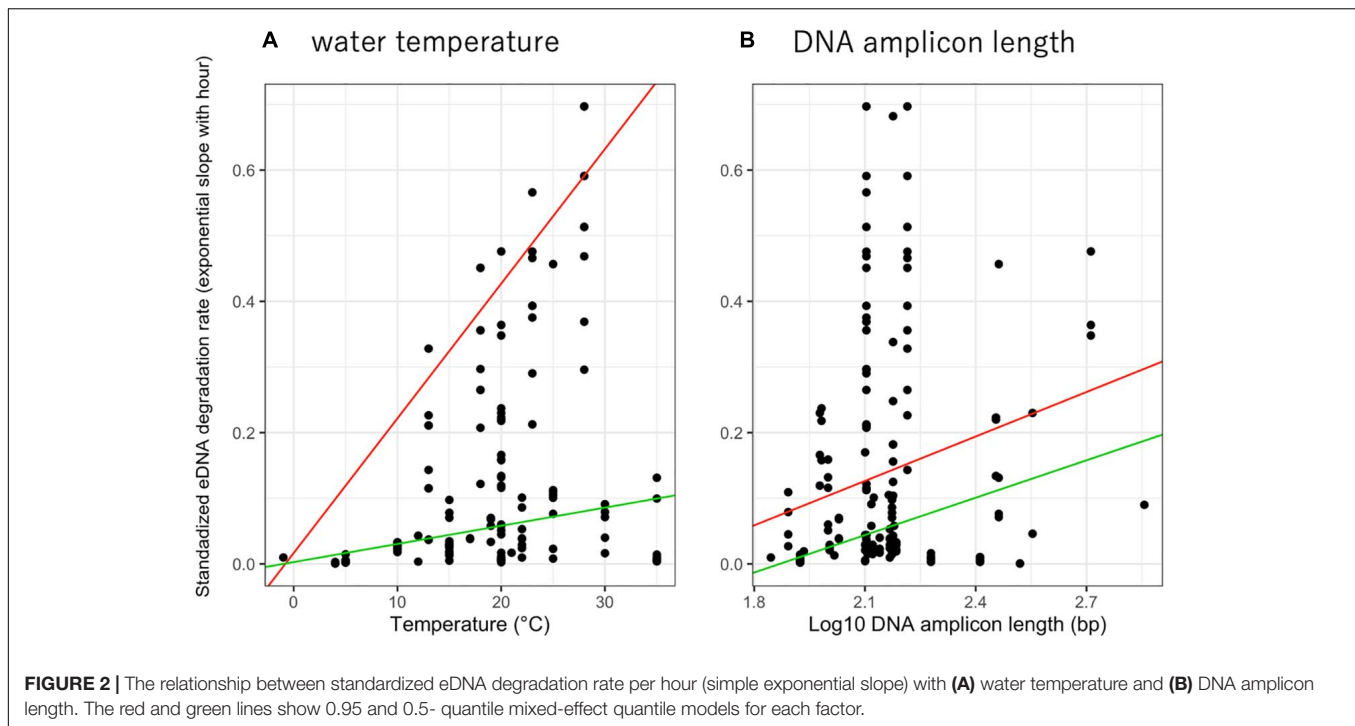 A water temperature
B DNA amplicon length
Standadized eDNA degradation rate (exponential slope with hour)
0.6
0.4
0.2
0.0
0 10 20 30
Temperature (°C)
0.6
0.4
0.2
0.0
1.8 2.1 2.4 2.7
Log10 DNA amplicon length (bp)
FIGURE 2 | The relationship between standardized eDNA degradation rate per hour (simple exponential slope) with (A) water temperature and (B) DNA amplicon
length. The red and green lines show 0.95 and 0.5- quantile mixed-effect quantile models for each factor.